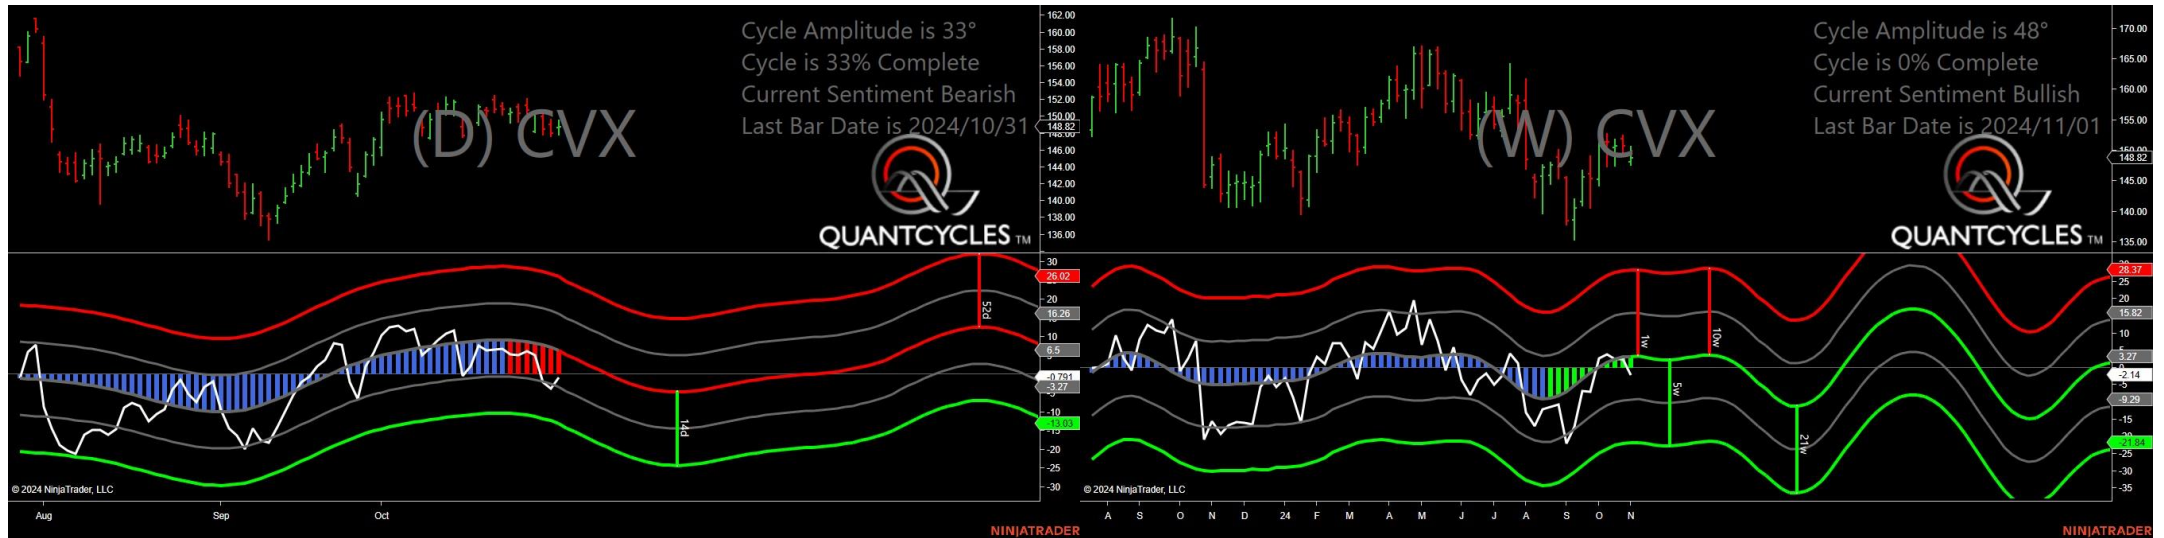 Cycle Amplitude is 33°
Cycle is 33% Complete
Current Sentiment Bearish
Last Bar Date is 2024/10/31
(D) CVX
QUANTCYCLES TM
162.00
160.00
158.00
156.00
154.00
152.00
150.00
148.82
148.00
146.00
144.00
142.00
140.00
138.00
136.00
30
26.02
20
16.26
10
6.5
-0.791
-3.27
-10
-13.03
-20
-25
-30
52d
14d
© 2024 NinjaTrader, LLC
Aug Sep Oct
NINJATRADER
Cycle Amplitude is 48°
Cycle is 0% Complete
Current Sentiment Bullish
Last Bar Date is 2024/11/01
(W) CVX
QUANTCYCLES TM
170.00
165.00
160.00
155.00
150.00
148.82
145.00
140.00
135.00
28.37
25
20
15.82
10
3.27
-2.14
-5
-9.29
-15
-21.84
-25
-30
-35
1w
10w
5w
21w
© 2024 NinjaTrader, LLC
A S O N D 24 F M A M J J A S O N
NINJATRADER